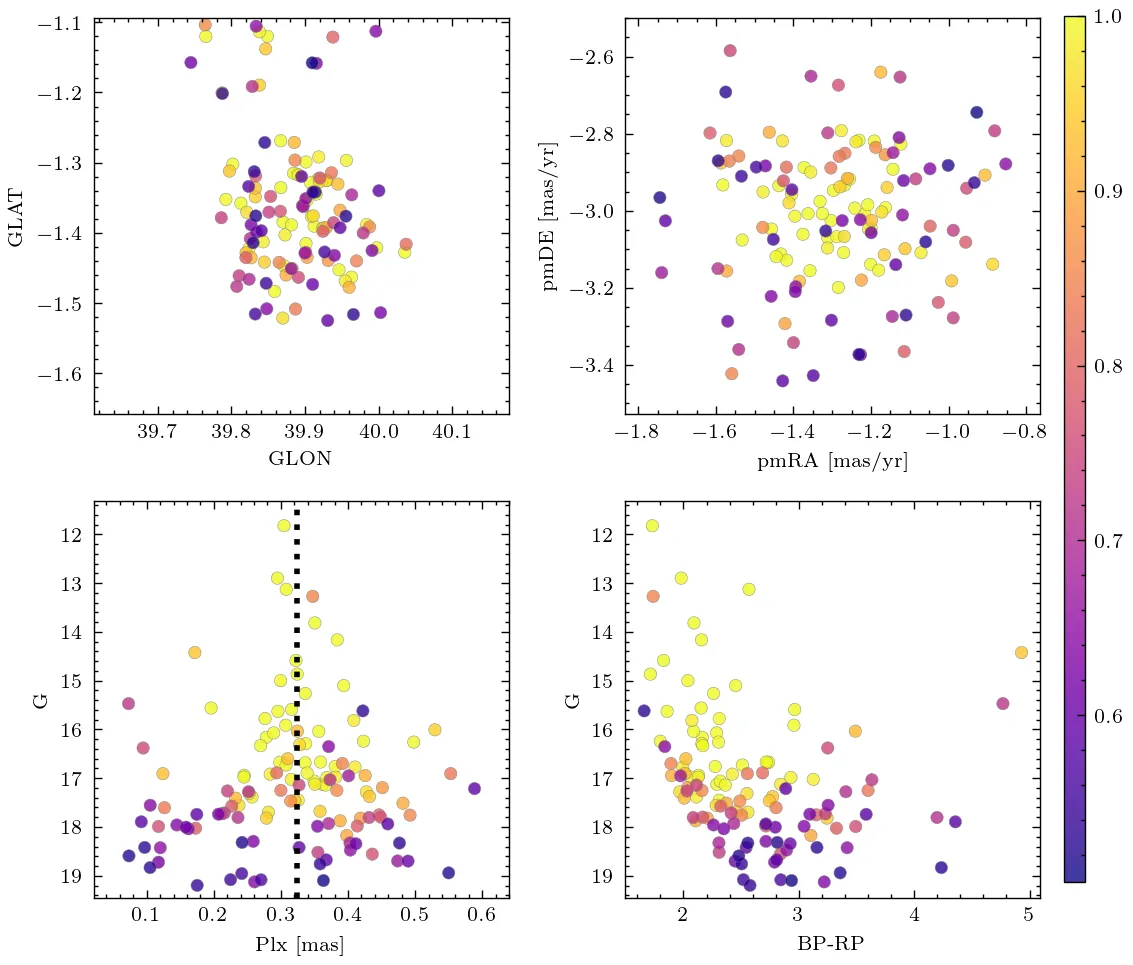 −1.1
−1.2
−1.3
−1.4
−1.5
−1.6
GLAT
39.7 39.8 39.9 40.0 40.1
GLON
−2.6
−2.8
−3.0
−3.2
−3.4
pmDE [mas/yr]
−1.8 −1.6 −1.4 −1.2 −1.0 −0.8
pmRA [mas/yr]
1.0
0.9
0.8
0.7
0.6
12
13
14
15
16
17
18
19
G
0.1 0.2 0.3 0.4 0.5 0.6
Plx [mas]
12
13
14
15
16
17
18
19
G
2 3 4 5
BP-RP